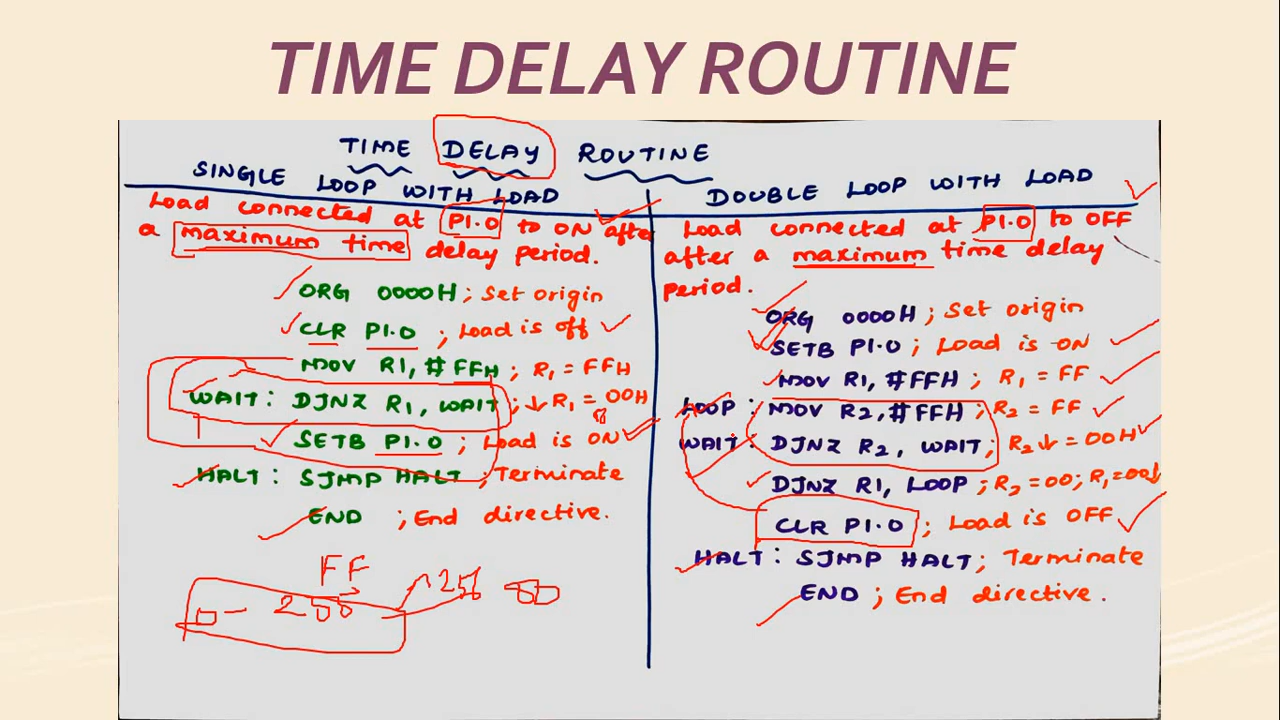 TIME DELAY ROUTINE
TIME DELAY ROUTINE
SINGLE LOOP WITH LOAD
Load connected at P1.0 to ON after
a maximum time delay period.
ORG 0000H ; Set origin
CLR P1.0 ; Load is off
MOV R1, #FFH ; R1 = FFH
WAIT: DJNZ R1, WAIT ; ↓ R1 = 00H
SETB P1.0 ; Load is ON
HALT: SJMP HALT ; Terminate
END ; End directive.
FF
0 - 255 256
DOUBLE LOOP WITH LOAD
Load connected at P1.0 to OFF
after a maximum time delay
period.
ORG 0000H ; Set origin
SETB P1.0 ; Load is ON
MOV R1, #FFH ; R1 = FF
LOOP: MOV R2, #FFH ; R2 = FF
WAIT: DJNZ R2, WAIT; R2↓ = 00H
DJNZ R1, LOOP ; R2=00; R1=00↓
CLR P1.0 ; Load is OFF
HALT: SJMP HALT; Terminate
END ; End directive.